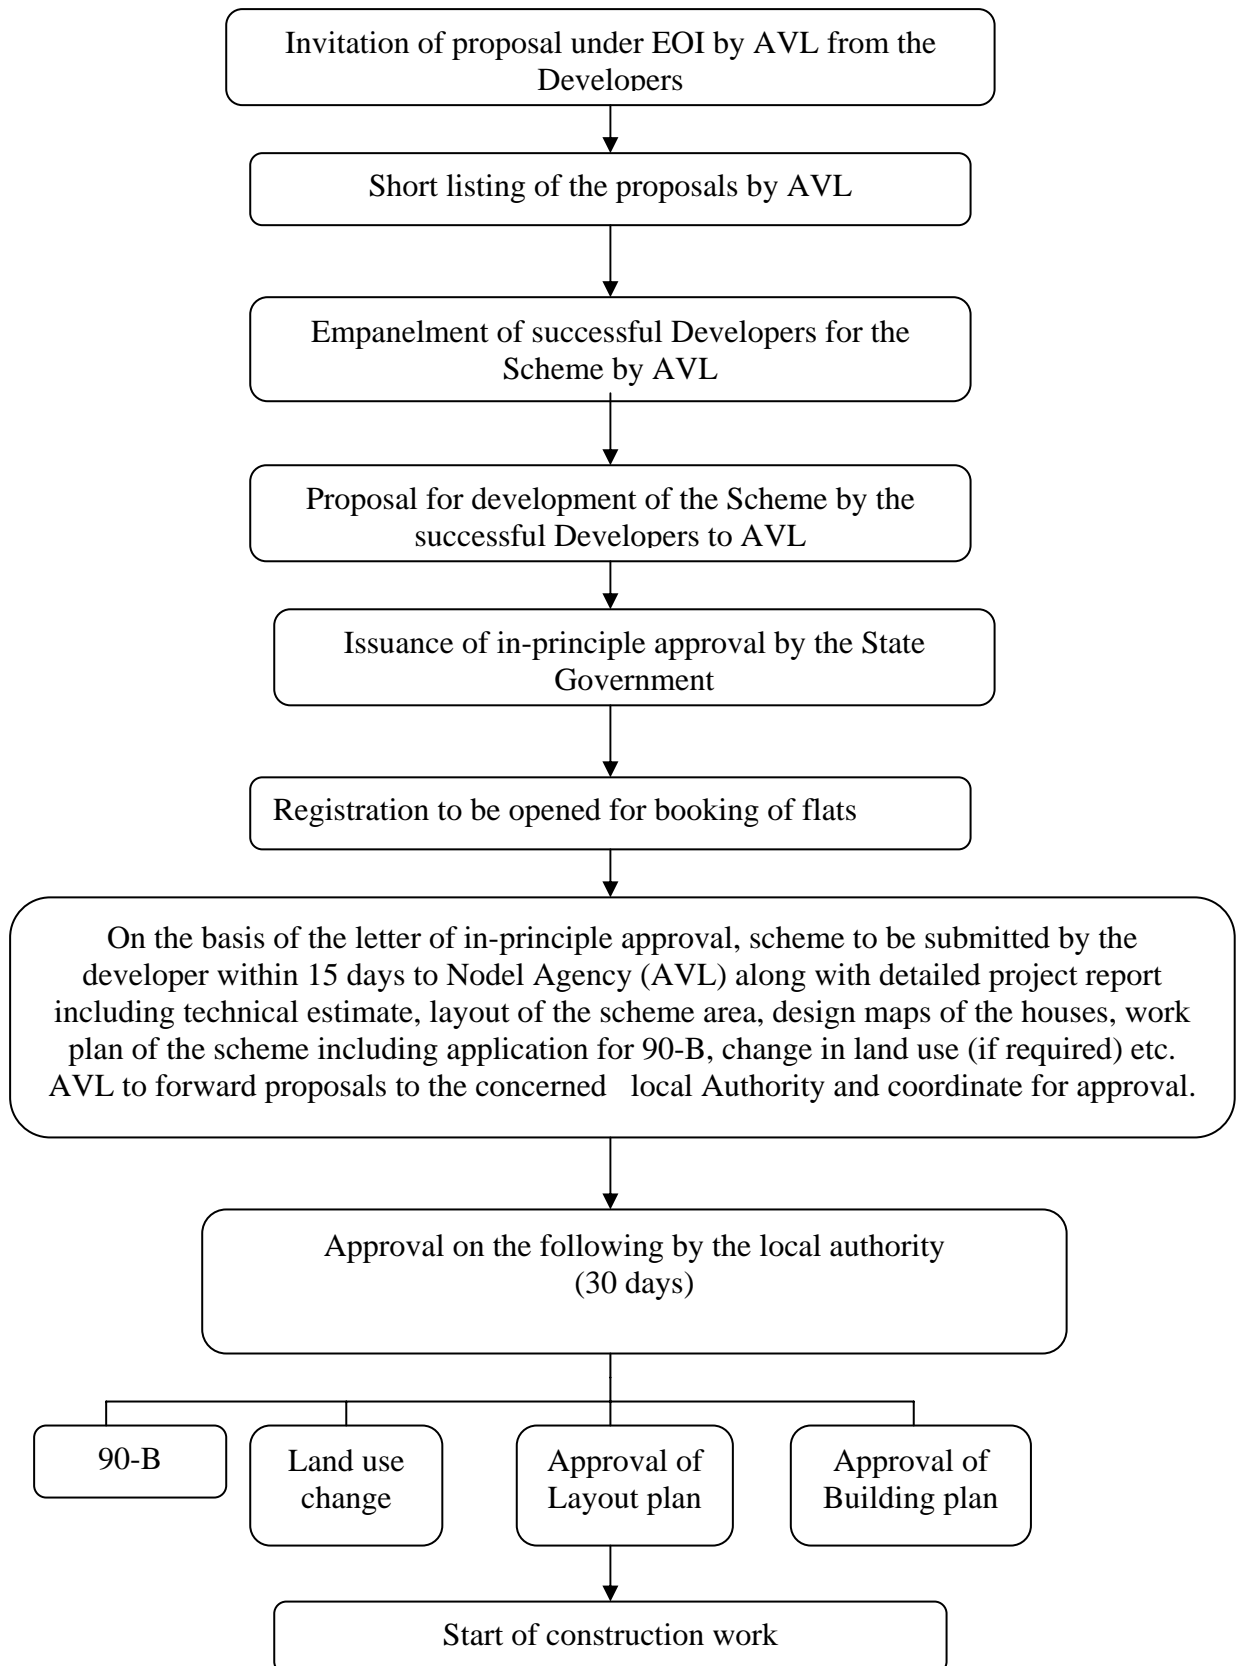 Invitation of proposal under EOI by AVL from the
Developers
Short listing of the proposals by AVL
Empanelment of successful Developers for the
Scheme by AVL
Proposal for development of the Scheme by the
successful Developers to AVL
Issuance of in-principle approval by the State
Government
Registration to be opened for booking of flats
On the basis of the letter of in-principle approval, scheme to be submitted by the
developer within 15 days to Nodel Agency (AVL) along with detailed project report
including technical estimate, layout of the scheme area, design maps of the houses, work
plan of the scheme including application for 90-B, change in land use (if required) etc.
AVL to forward proposals to the concerned local Authority and coordinate for approval.
Approval on the following by the local authority
(30 days)
90-B
Land use
change
Approval of
Layout plan
Approval of
Building plan
Start of construction work